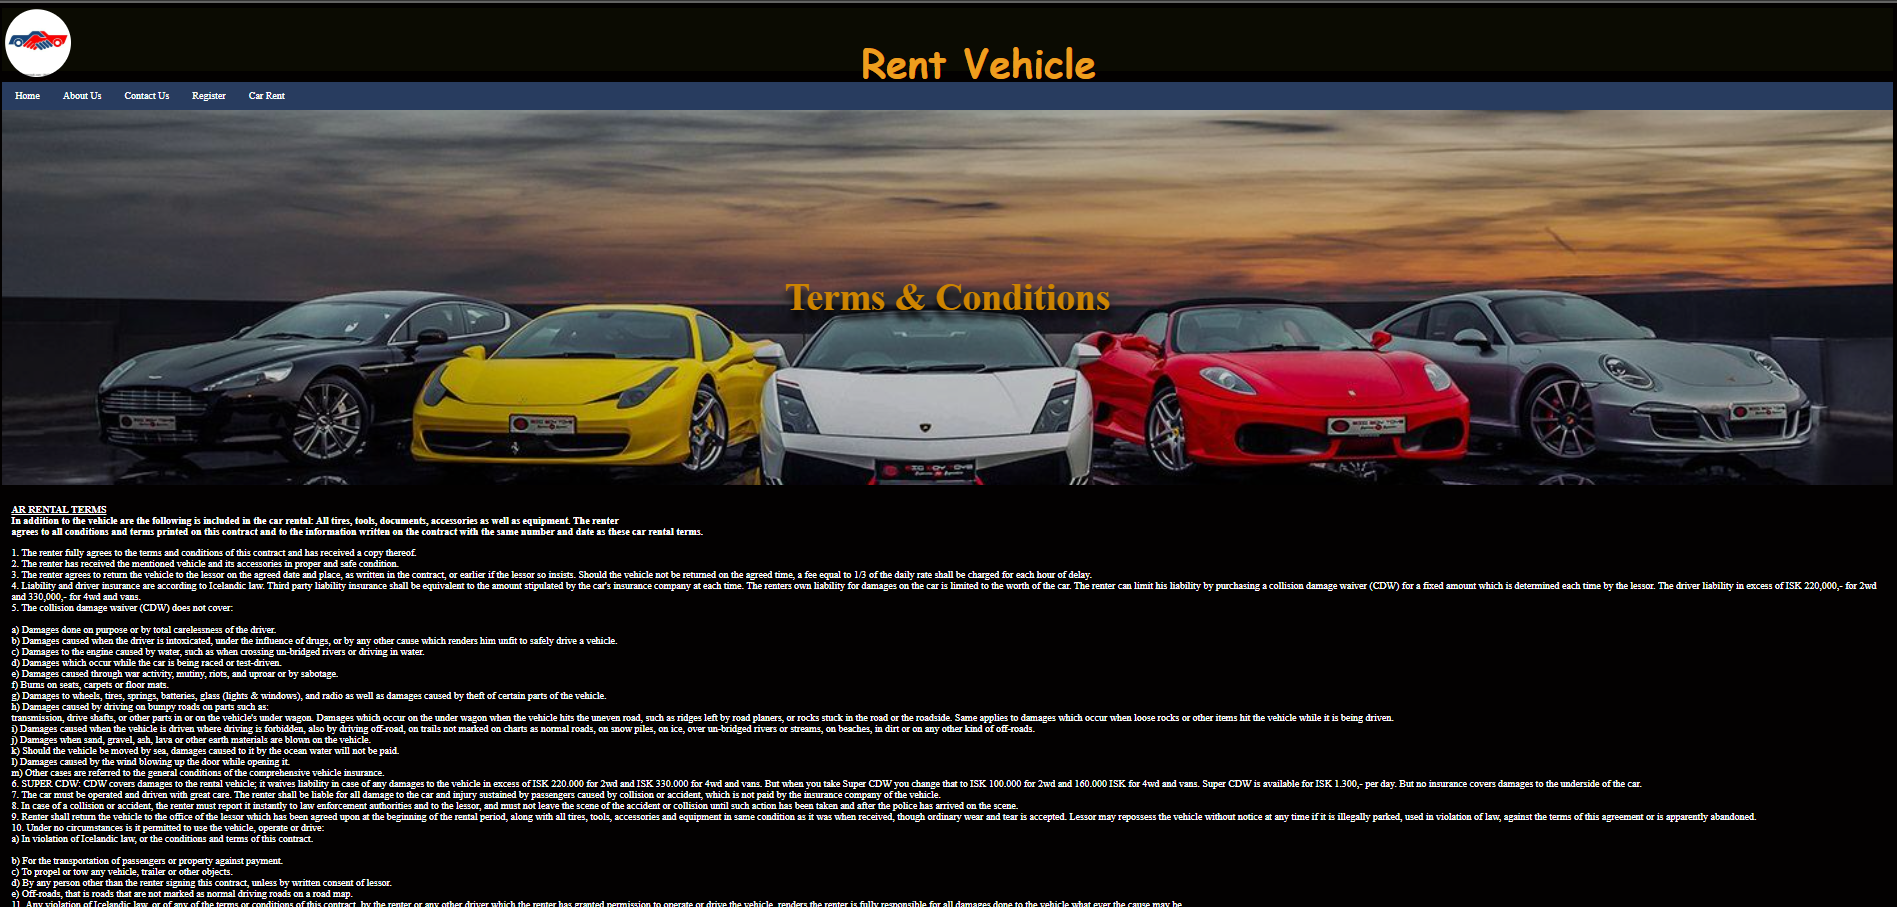 Rent Vehicle
Home About Us Contact Us Register Car Rent
Terms & Conditions
AR RENTAL TERMS
In addition to the vehicle are the following is included in the car rental: All tires, tools, documents, accessories as well as equipment. The renter
agrees to all conditions and terms printed on this contract and to the information written on the contract with the same number and date as these car rental terms.
1. The renter fully agrees to the terms and conditions of this contract and has received a copy thereof.
2. The renter has received the mentioned vehicle and its accessories in proper and safe condition.
3. The renter agrees to return the vehicle to the lessor on the agreed date and place, as written in the contract, or earlier if the lessor so insists. Should the vehicle not be returned on the agreed time, a fee equal to 1/3 of the daily rate shall be charged for each hour of delay.
4. Liability and driver insurance are according to Icelandic law. Third party liability insurance shall be equivalent to the amount stipulated by the car's insurance company at each time. The renters own liability for damages on the car is limited to the worth of the car. The renter can limit his liability by purchasing a collision damage waiver (CDW) for a fixed amount which is determined each time by the lessor. The driver liability in excess of ISK 220,000,- for 2wd
and 330,000,- for 4wd and vans.
5. The collision damage waiver (CDW) does not cover:
a) Damages done on purpose or by total carelessness of the driver.
b) Damages caused when the driver is intoxicated, under the influence of drugs, or by any other cause which renders him unfit to safely drive a vehicle.
c) Damages to the engine caused by water, such as when crossing un-bridged rivers or driving in water.
d) Damages which occur while the car is being raced or test-driven.
e) Damages caused through war activity, mutiny, riots, and uproar or by sabotage.
f) Burns on seats, carpets or floor mats.
g) Damages to wheels, tires, springs, batteries, glass (lights & windows), and radio as well as damages caused by theft of certain parts of the vehicle.
h) Damages caused by driving on bumpy roads on parts such as:
transmission, drive shafts, or other parts in or on the vehicle's under wagon. Damages which occur on the under wagon when the vehicle hits the uneven road, such as ridges left by road planers, or rocks stuck in the road or the roadside. Same applies to damages which occur when loose rocks or other items hit the vehicle while it is being driven.
i) Damages caused when the vehicle is driven where driving is forbidden, also by driving off-road, on trails not marked on charts as normal roads, on snow piles, on ice, over un-bridged rivers or streams, on beaches, in dirt or on any other kind of off-roads.
j) Damages when sand, gravel, ash, lava or other earth materials are blown on the vehicle.
k) Should the vehicle be moved by sea, damages caused to it by the ocean water will not be paid.
l) Damages caused by the wind blowing up the door while opening it.
m) Other cases are referred to the general conditions of the comprehensive vehicle insurance.
6. SUPER CDW: CDW covers damages to the rental vehicle; it waives liability in case of any damages to the vehicle in excess of ISK 220.000 for 2wd and ISK 330.000 for 4wd and vans. But when you take Super CDW you change that to ISK 100.000 for 2wd and 160.000 ISK for 4wd and vans. Super CDW is available for ISK 1.300,- per day. But no insurance covers damages to the underside of the car.
7. The car must be operated and driven with great care. The renter shall be liable for all damage to the car and injury sustained by passengers caused by collision or accident, which is not paid by the insurance company of the vehicle.
8. In case of a collision or accident, the renter must report it instantly to law enforcement authorities and to the lessor, and must not leave the scene of the accident or collision until such action has been taken and after the police has arrived on the scene.
9. Renter shall return the vehicle to the office of the lessor which has been agreed upon at the beginning of the rental period, along with all tires, tools, accessories and equipment in same condition as it was when received, though ordinary wear and tear is accepted. Lessor may repossess the vehicle without notice at any time if it is illegally parked, used in violation of law, against the terms of this agreement or is apparently abandoned.
10. Under no circumstances is it permitted to use the vehicle, operate or drive:
a) In violation of Icelandic law, or the conditions and terms of this contract.
b) For the transportation of passengers or property against payment.
c) To propel or tow any vehicle, trailer or other objects.
d) By any person other than the renter signing this contract, unless by written consent of lessor.
e) Off-roads, that is roads that are not marked as normal driving roads on a road map.
11. Any violation of Icelandic law, or of any of the terms or conditions of this contract, by the renter or any other driver which the renter has granted permission to operate or drive the vehicle, renders the renter is fully responsible for all damages done to the vehicle what ever the cause may be.